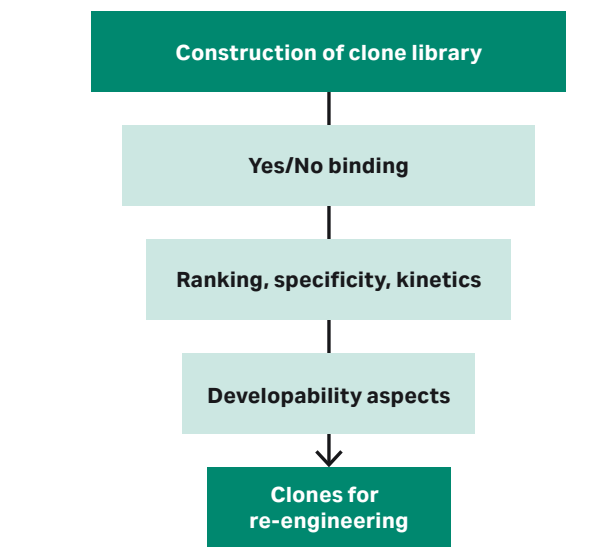 Construction of clone library
Yes/No binding
Ranking, specificity, kinetics
Developability aspects
Clones for
re-engineering